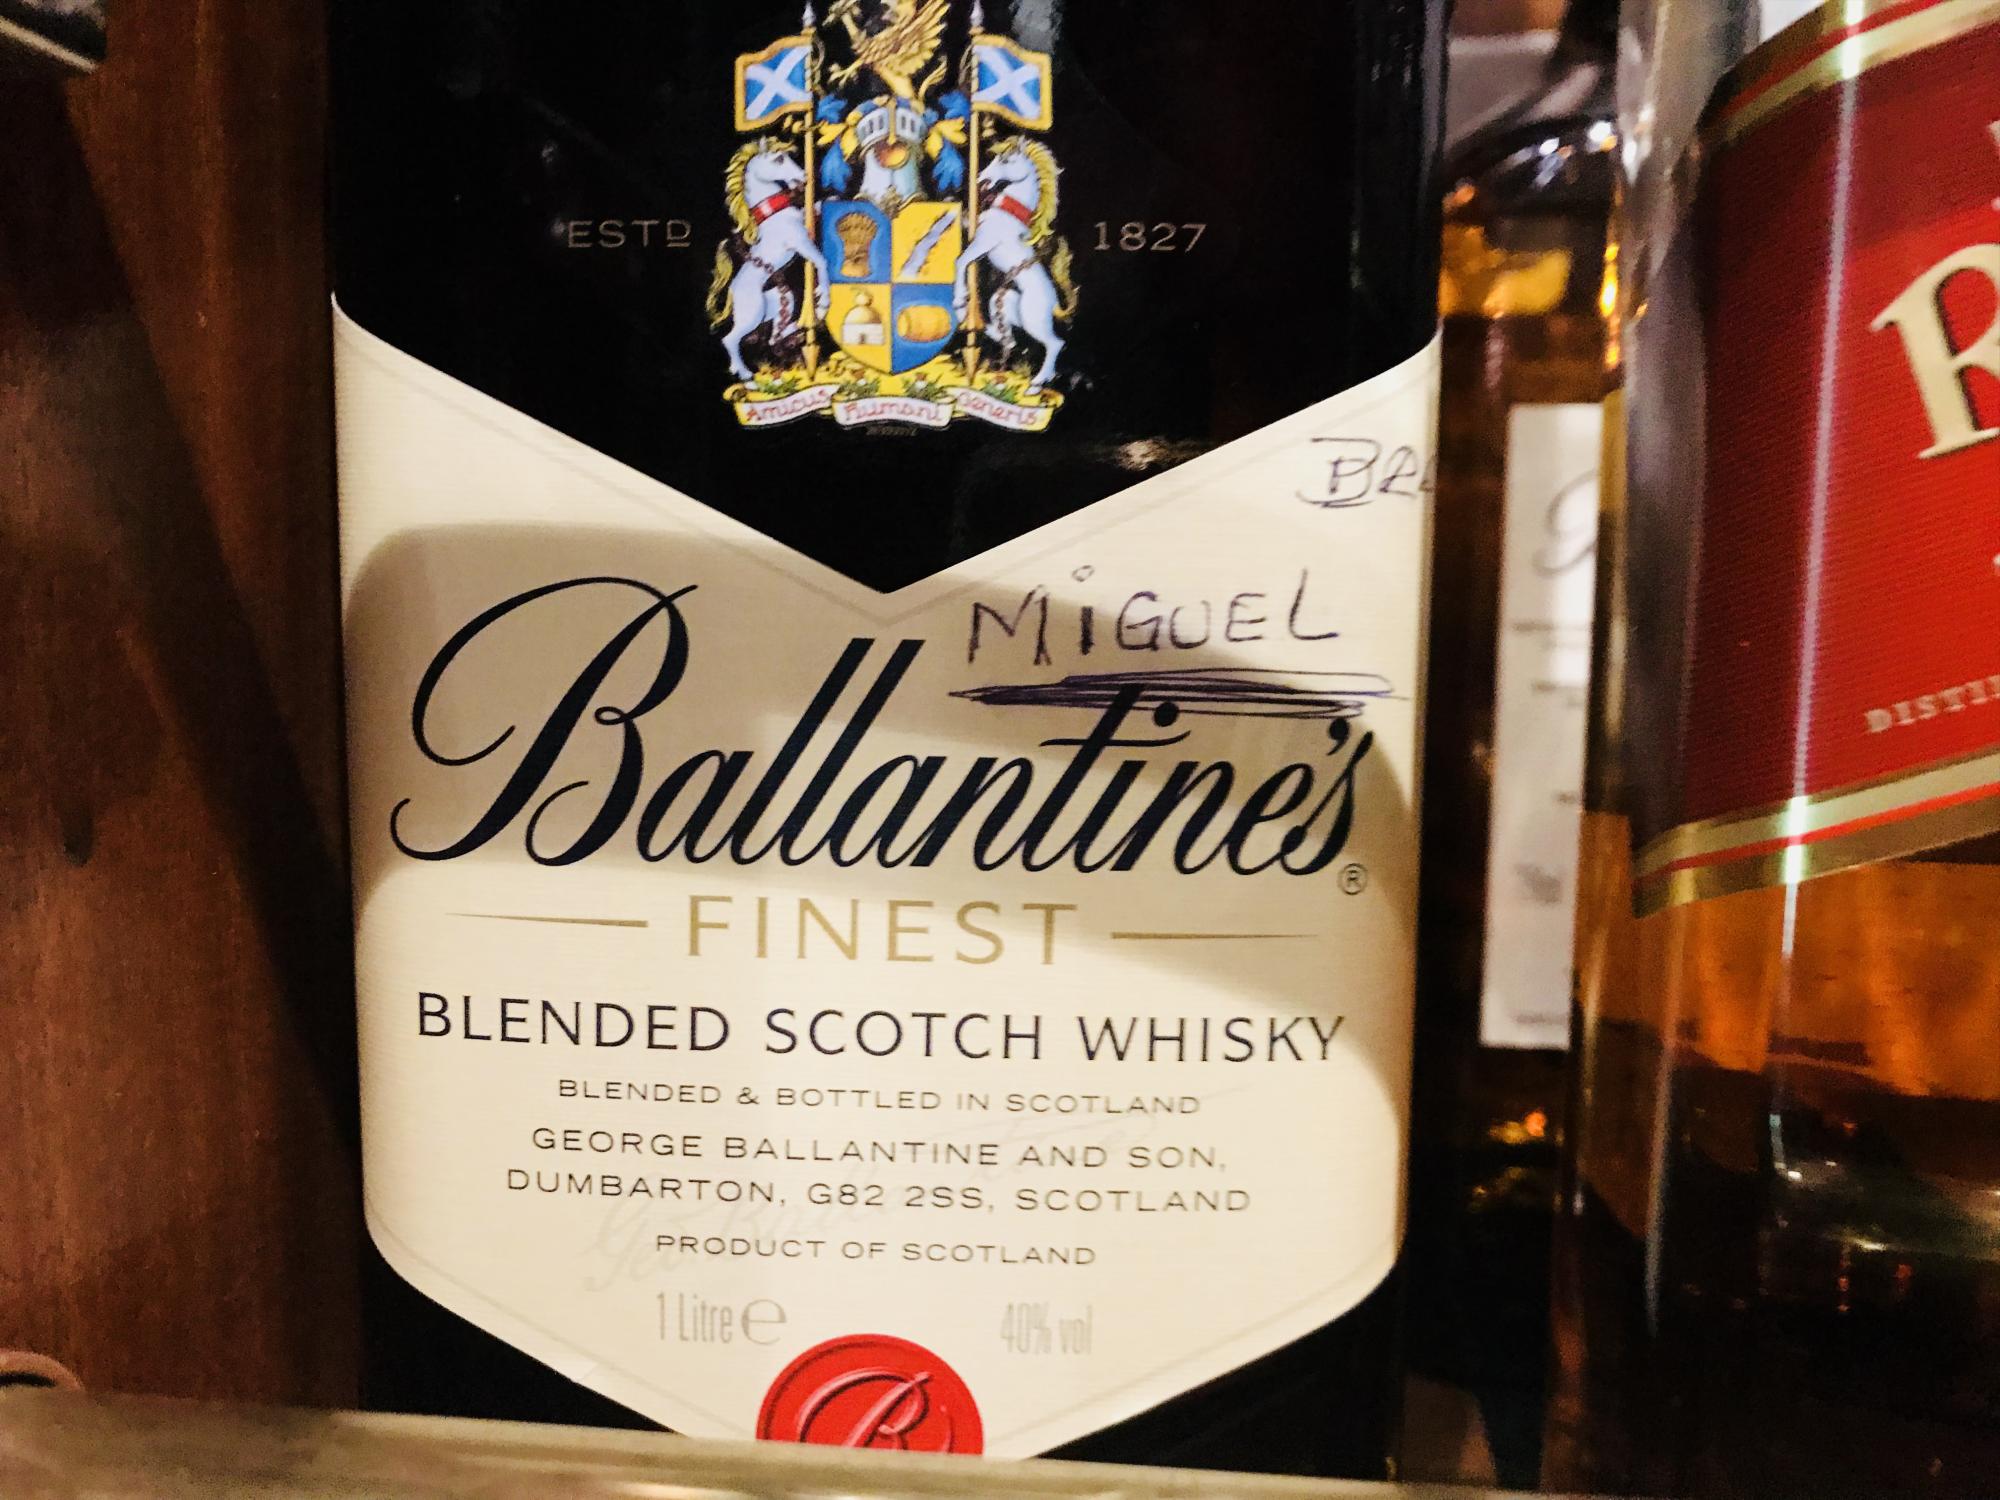 ESTD 1827
Amicus Humani Generis
MiGUEL
Ballantine's®
FINEST
BLENDED SCOTCH WHISKY
BLENDED & BOTTLED IN SCOTLAND
GEORGE BALLANTINE AND SON,
DUMBARTON, G82 2SS, SCOTLAND
PRODUCT OF SCOTLAND
1 Litre e 40% vol
B
R